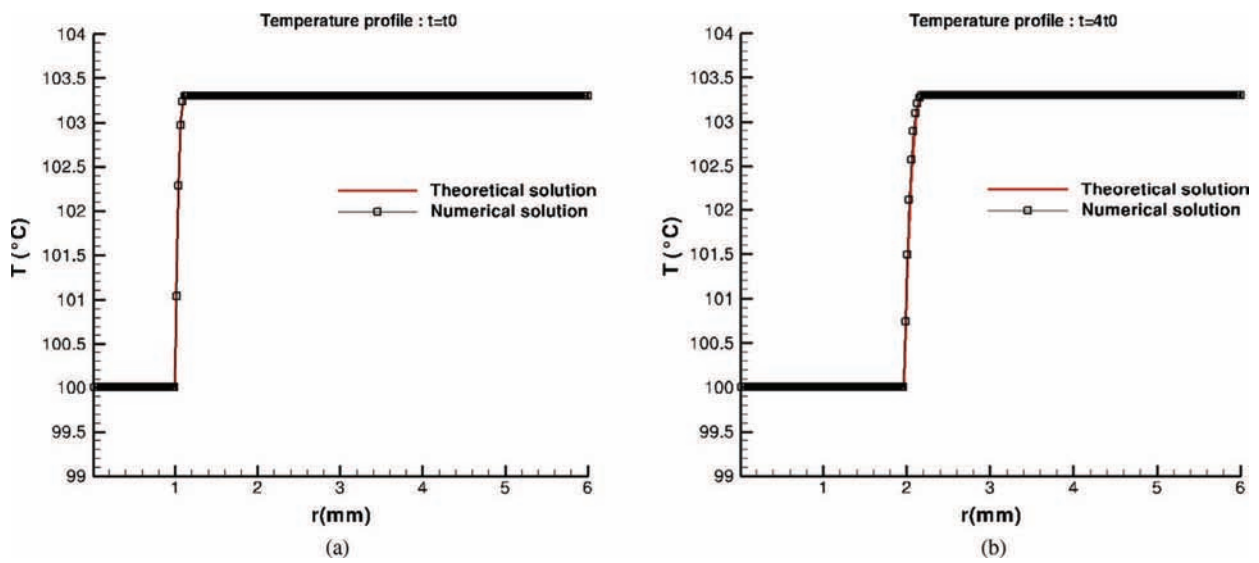 Temperature profile : t=t0
104
103.5
103
102.5
102
101.5
101
100.5
100
99.5
99
T (°C)
Theoretical solution
Numerical solution
1 2 3 4 5 6
r(mm)
(a)
Temperature profile : t=4t0
104
103.5
103
102.5
102
101.5
101
100.5
100
99.5
99
T (°C)
Theoretical solution
Numerical solution
1 2 3 4 5 6
r(mm)
(b)